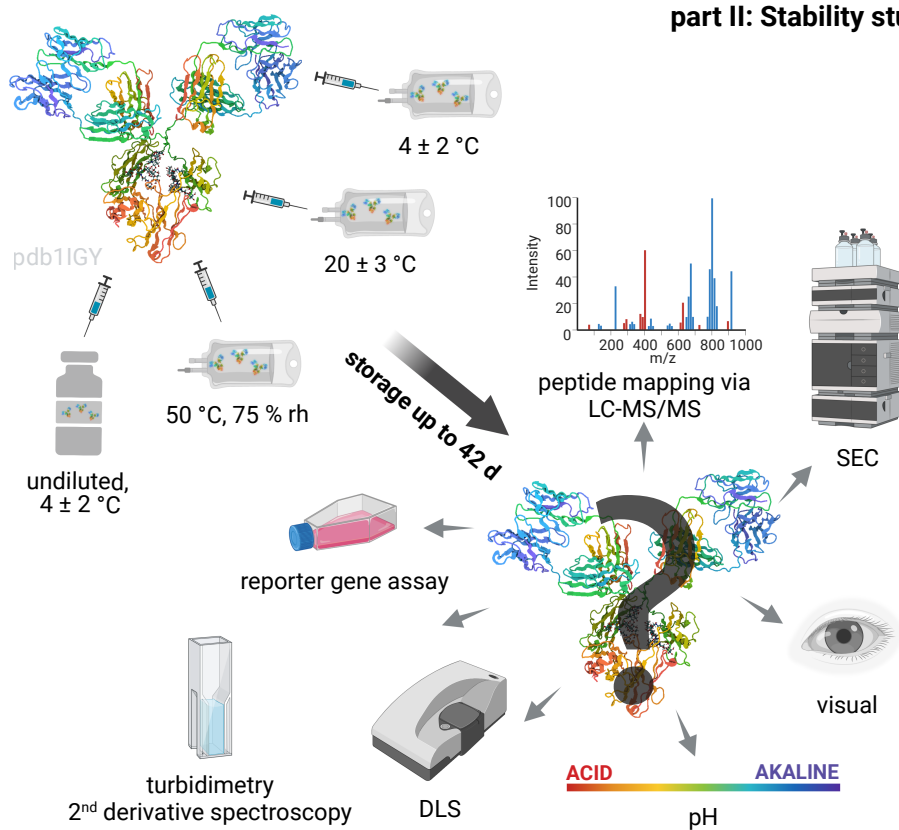 part II: Stability stu
4 ± 2 °C
20 ± 3 °C
pdb1IGY
50 °C, 75 % rh
undiluted,
4 ± 2 °C
storage up to 42 d
Intensity
100
80
60
40
20
0
200 400 600 800 1000
m/z
peptide mapping via
LC-MS/MS
SEC
reporter gene assay
visual
turbidimetry
2nd derivative spectroscopy
DLS
ACID AKALINE
pH